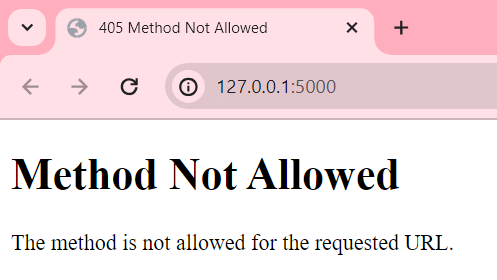 405 Method Not Allowed
127.0.0.1:5000
Method Not Allowed
The method is not allowed for the requested URL.